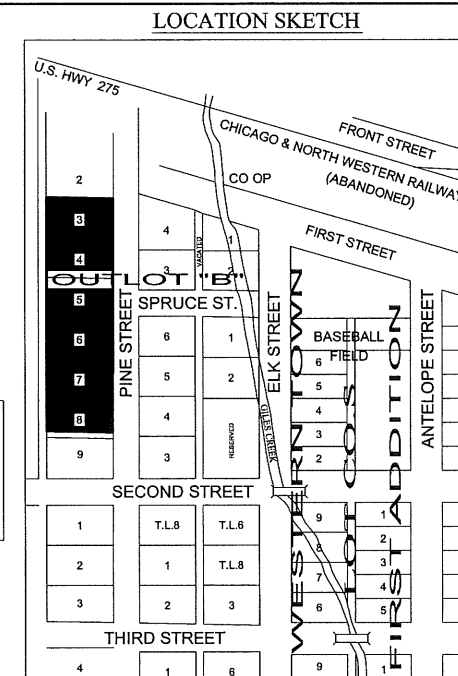 LOCATION SKETCH
U.S. HWY 275
FRONT STREET
CHICAGO & NORTH WESTERN RAILWAY
(ABANDONED)
CO OP
FIRST STREET
2
3
4
5
6
7
8
9
OUTLOT "B"
PINE STREET
4
3
VACATED
1
2
SPRUCE ST.
6
5
4
3
1
2
RESERVED
ELK STREET
GILES CREEK
WESTERN TOWN
LOT CO.S
FIRST ADDITION
BASEBALL
FIELD
6
5
4
3
2
ANTELOPE STREET
SECOND STREET
1
2
3
T.L.8
1
2
T.L.6
T.L.8
3
9
8
7
6
1
2
3
4
5
THIRD STREET
4
1
6
9
1